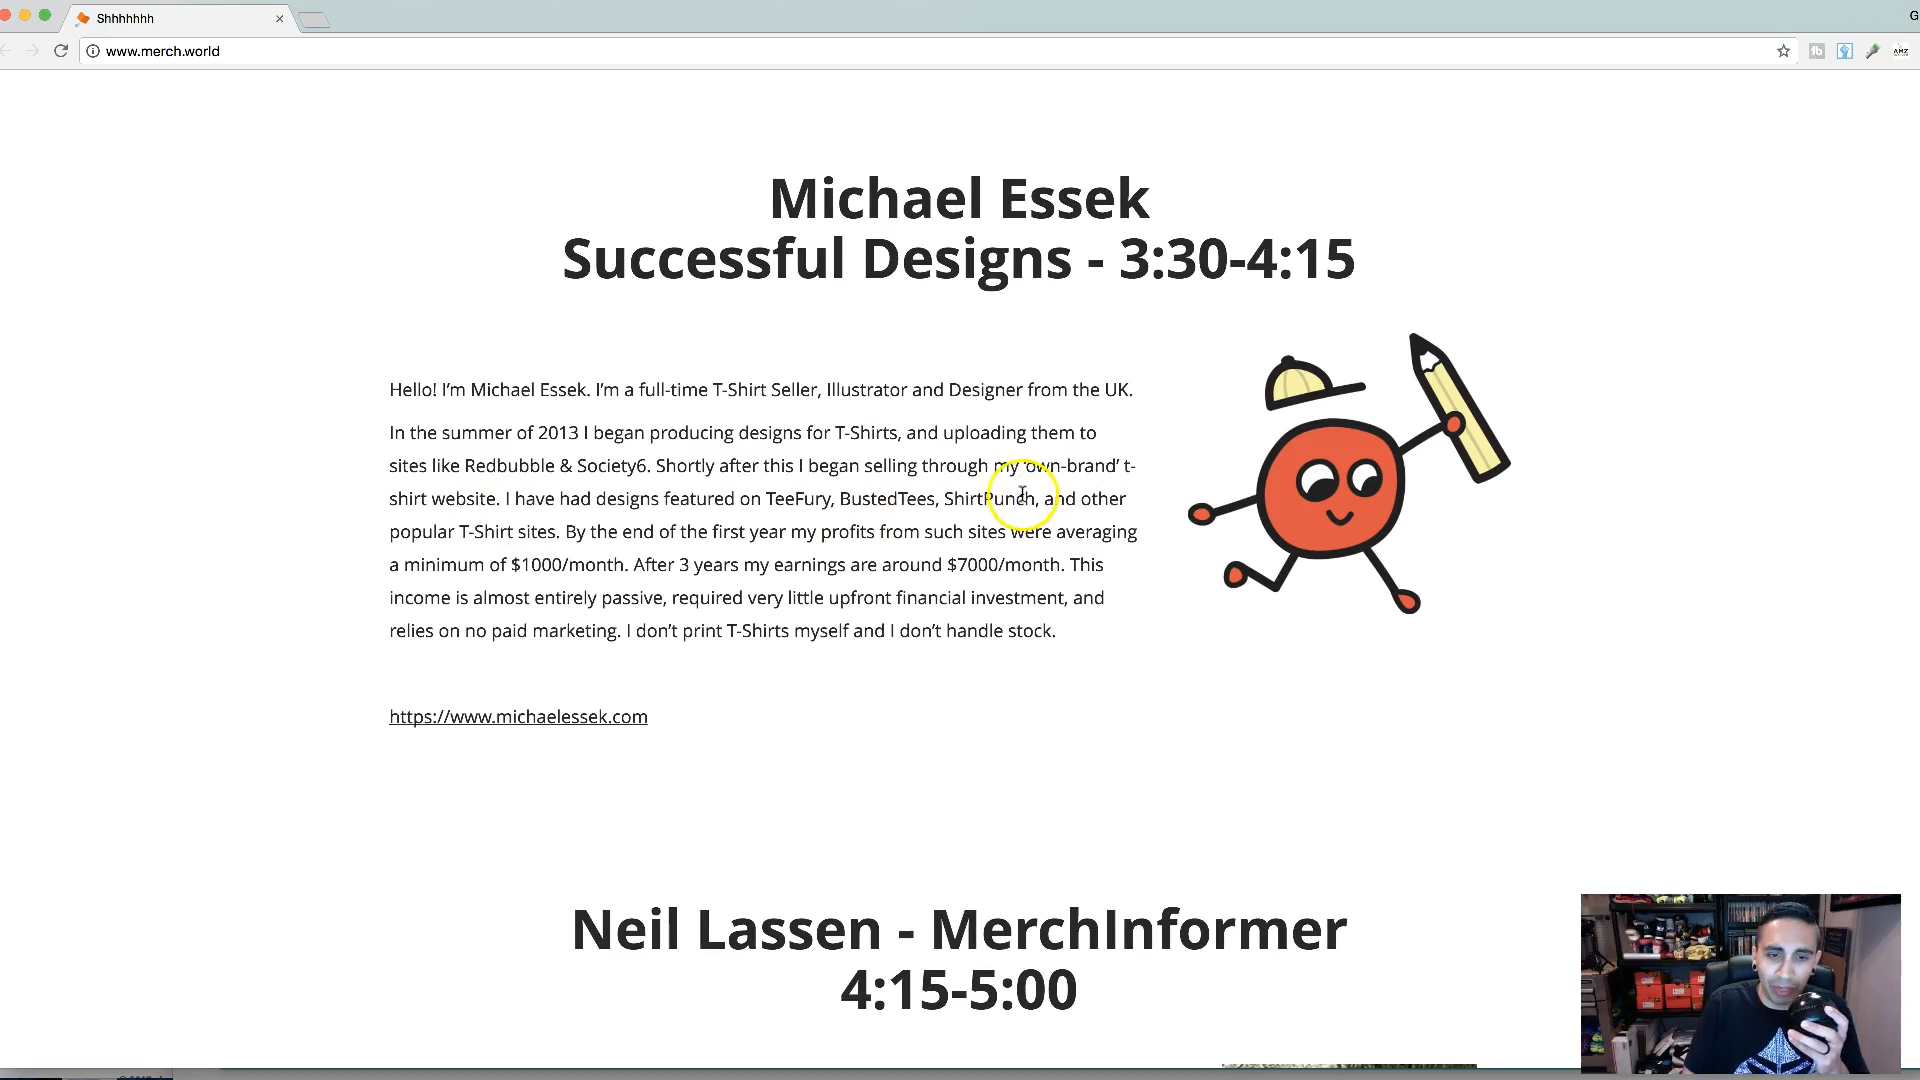 Shhhhhhh
G
www.merch.world
AMZ
Michael Essek
Successful Designs - 3:30-4:15
Hello! I'm Michael Essek. I'm a full-time T-Shirt Seller, Illustrator and Designer from the UK.
In the summer of 2013 I began producing designs for T-Shirts, and uploading them to
sites like Redbubble & Society6. Shortly after this I began selling through my 'own-brand' t-
shirt website. I have had designs featured on TeeFury, BustedTees, ShirtPunch, and other
popular T-Shirt sites. By the end of the first year my profits from such sites were averaging
a minimum of $1000/month. After 3 years my earnings are around $7000/month. This
income is almost entirely passive, required very little upfront financial investment, and
relies on no paid marketing. I don't print T-Shirts myself and I don't handle stock.
https://www.michaelessek.com
Neil Lassen - MerchInformer
4:15-5:00